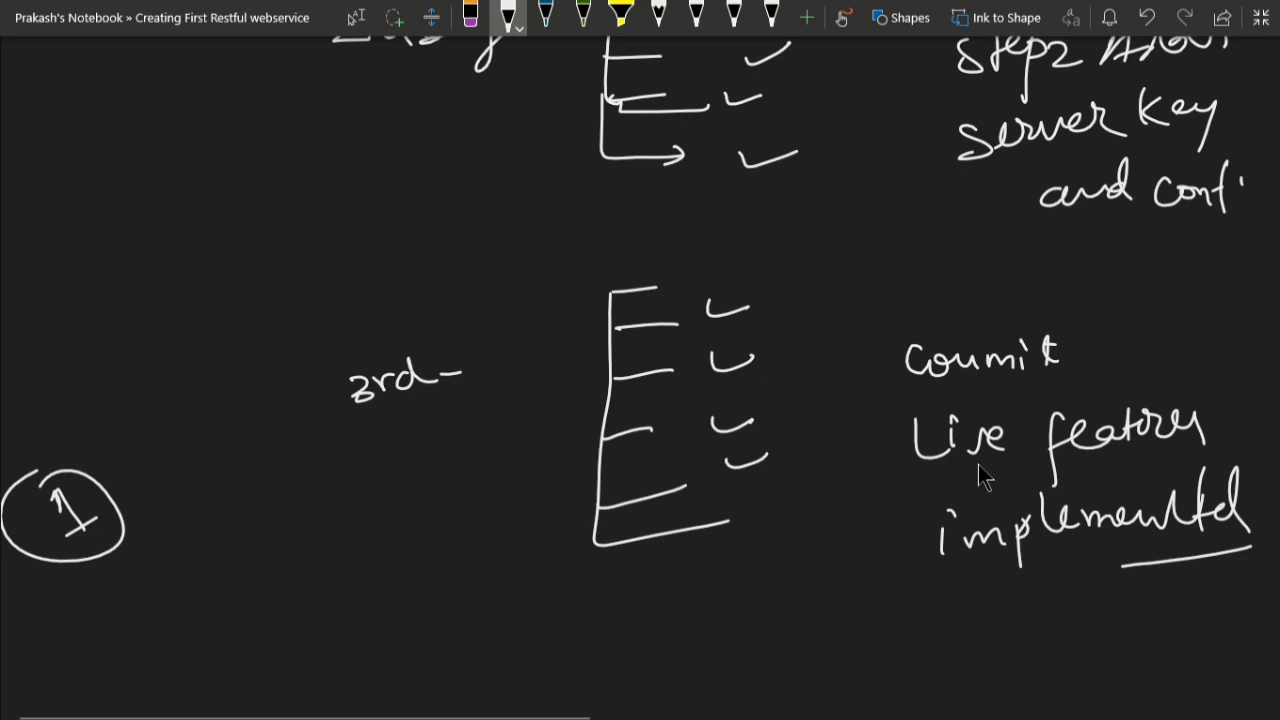 Prakash's Notebook » Creating First Restful webservice
Shapes
Ink to Shape
step2
server key
and conf.
3rd-
commit
Live feature
implemented
1